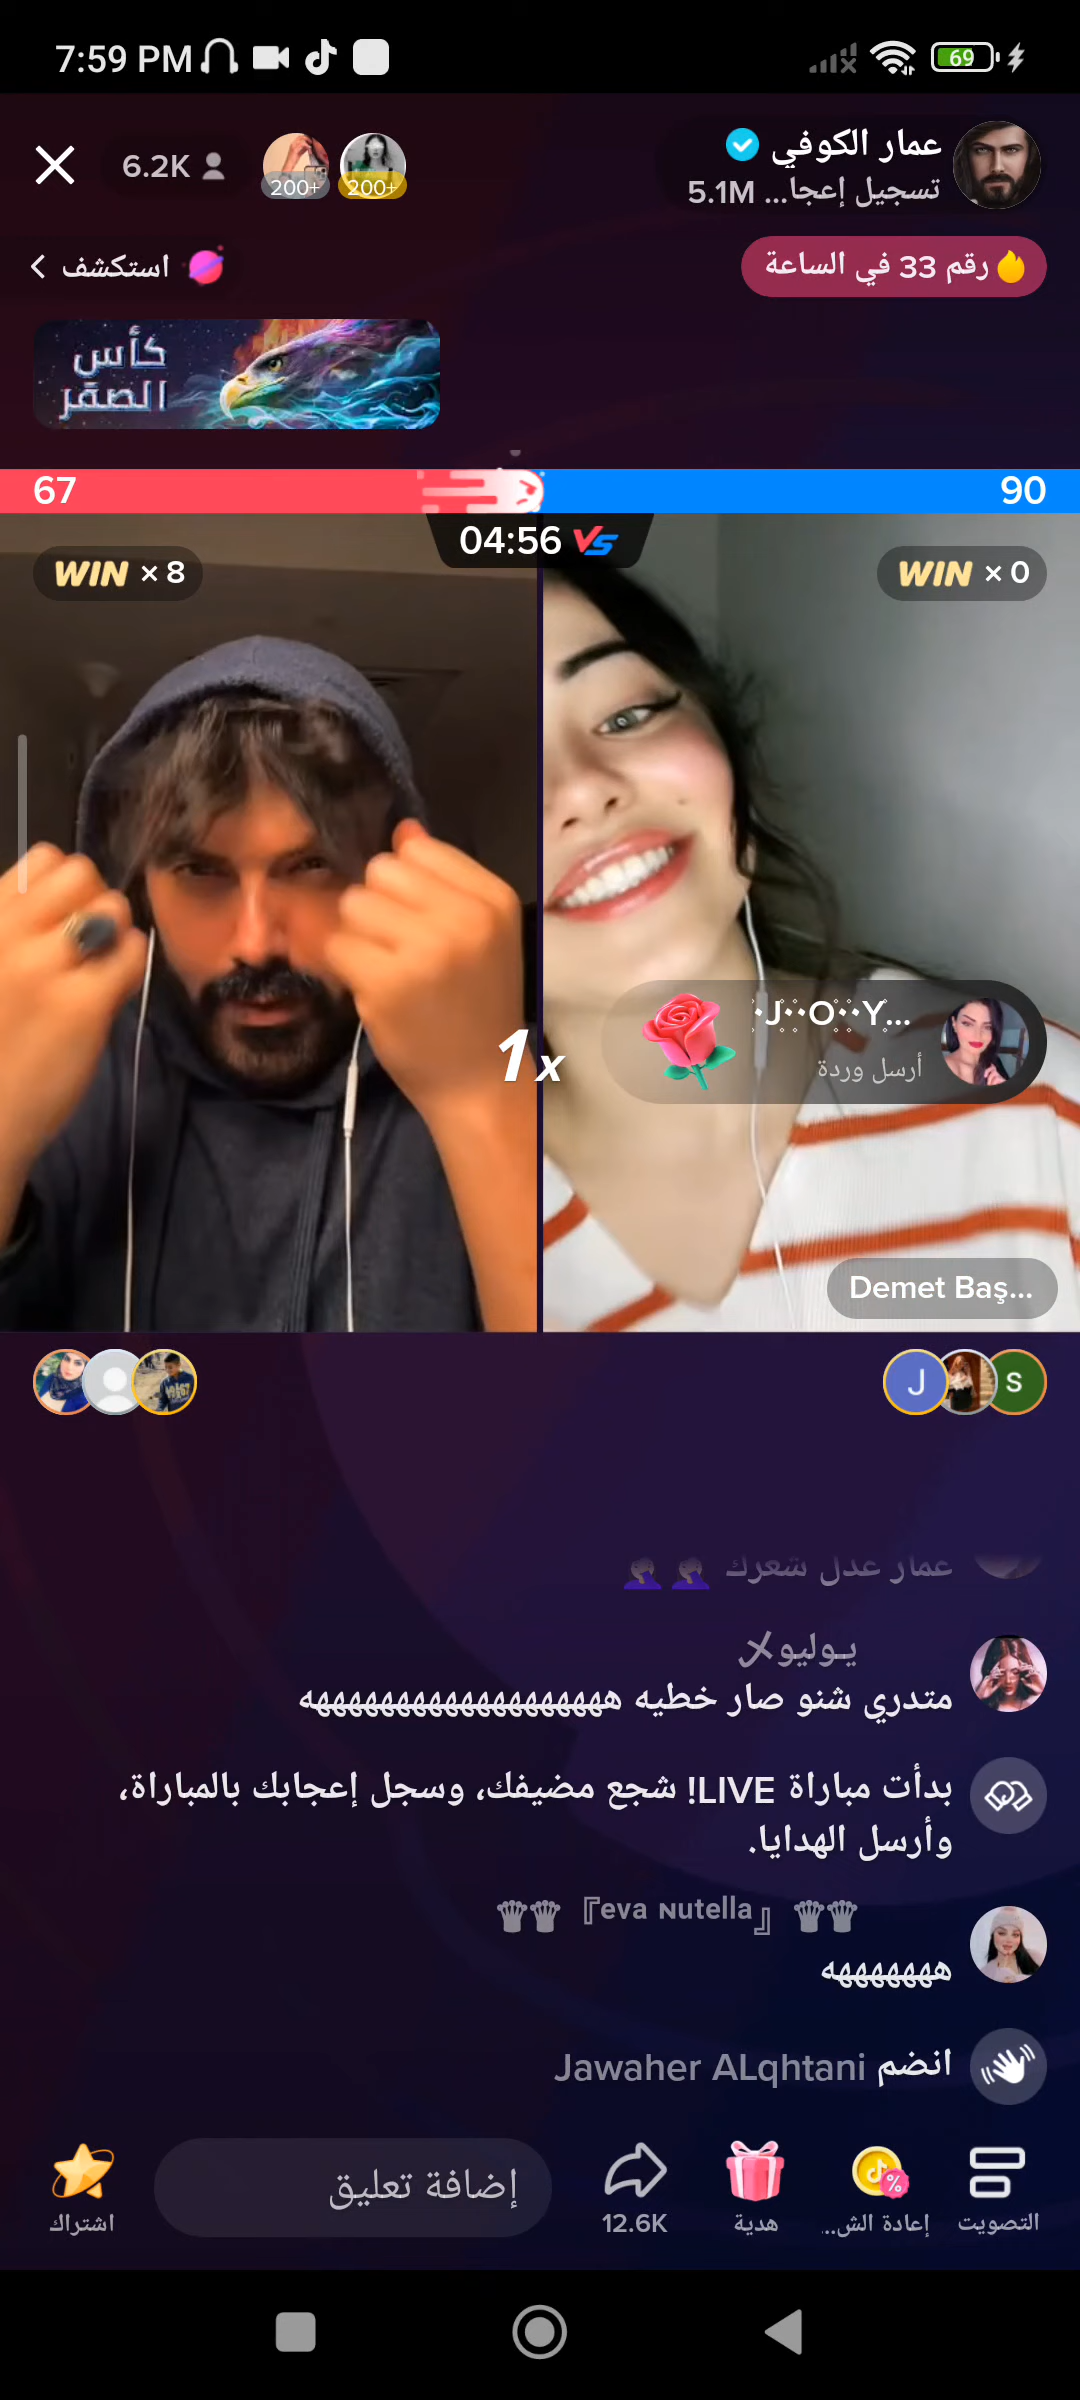 7:59 PM
69
6.2K
200+
200+
عمار الكوفي
تسجيل إعجا... 5.1M
استكشف
رقم 33 في الساعة
كأس
الصقر
67
90
04:56 VS
WIN × 8
WIN × 0
J··O··Y...
أرسل وردة
1x
Demet Baş...
J
S
عمار عدل شعرك 🤦🤦
يـوليو
متدري شنو صار خطيه ههههههههههههههههههه
بدأت مباراة LIVE! شجع مضيفك، وسجل إعجابك بالمباراة،
وأرسل الهدايا.
♛♛ 『eva ɴutella』 ♛♛
هههههههه
انضم Jawaher ALqhtani
اشتراك
إضافة تعليق
12.6K
هدية
إعادة الش...
التصويت